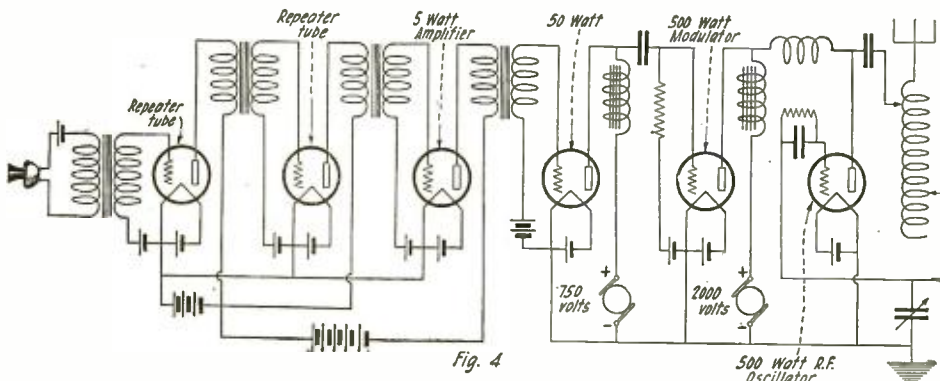 Repeater
tube
5 Watt
Amplifier
50 Watt
500 Watt
Modulator
Repeater
tube
+
750
volts
-
+
2000
volts
-
Fig. 4
500 Watt R.F.
Oscillator